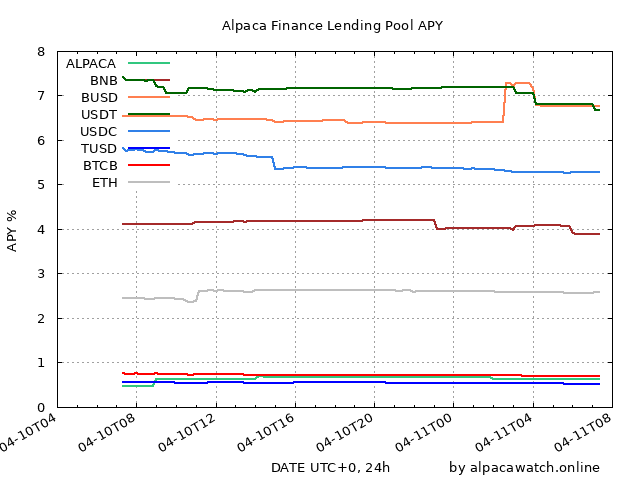 Alpaca Finance Lending Pool APY
8
7
6
5
4
3
2
1
0
APY %
ALPACA
BNB
BUSD
USDT
USDC
TUSD
BTCB
ETH
04-10T04
04-10T08
04-10T12
04-10T16
04-10T20
04-11T00
04-11T04
04-11T08
DATE UTC+0, 24h
by alpacawatch.online